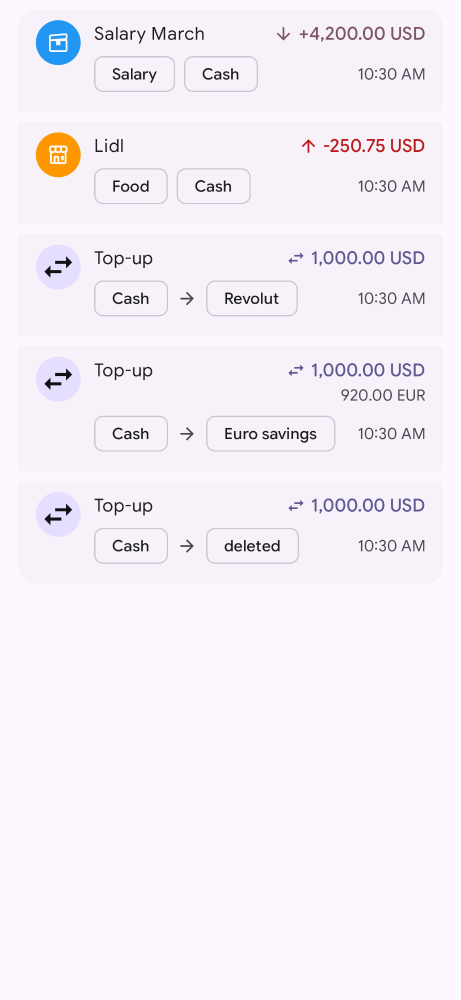 Salary March +4,200.00 USD
Salary Cash 10:30 AM
Lidl -250.75 USD
Food Cash 10:30 AM
Top-up 1,000.00 USD
Cash → Revolut 10:30 AM
Top-up 1,000.00 USD
920.00 EUR
Cash → Euro savings 10:30 AM
Top-up 1,000.00 USD
Cash → deleted 10:30 AM